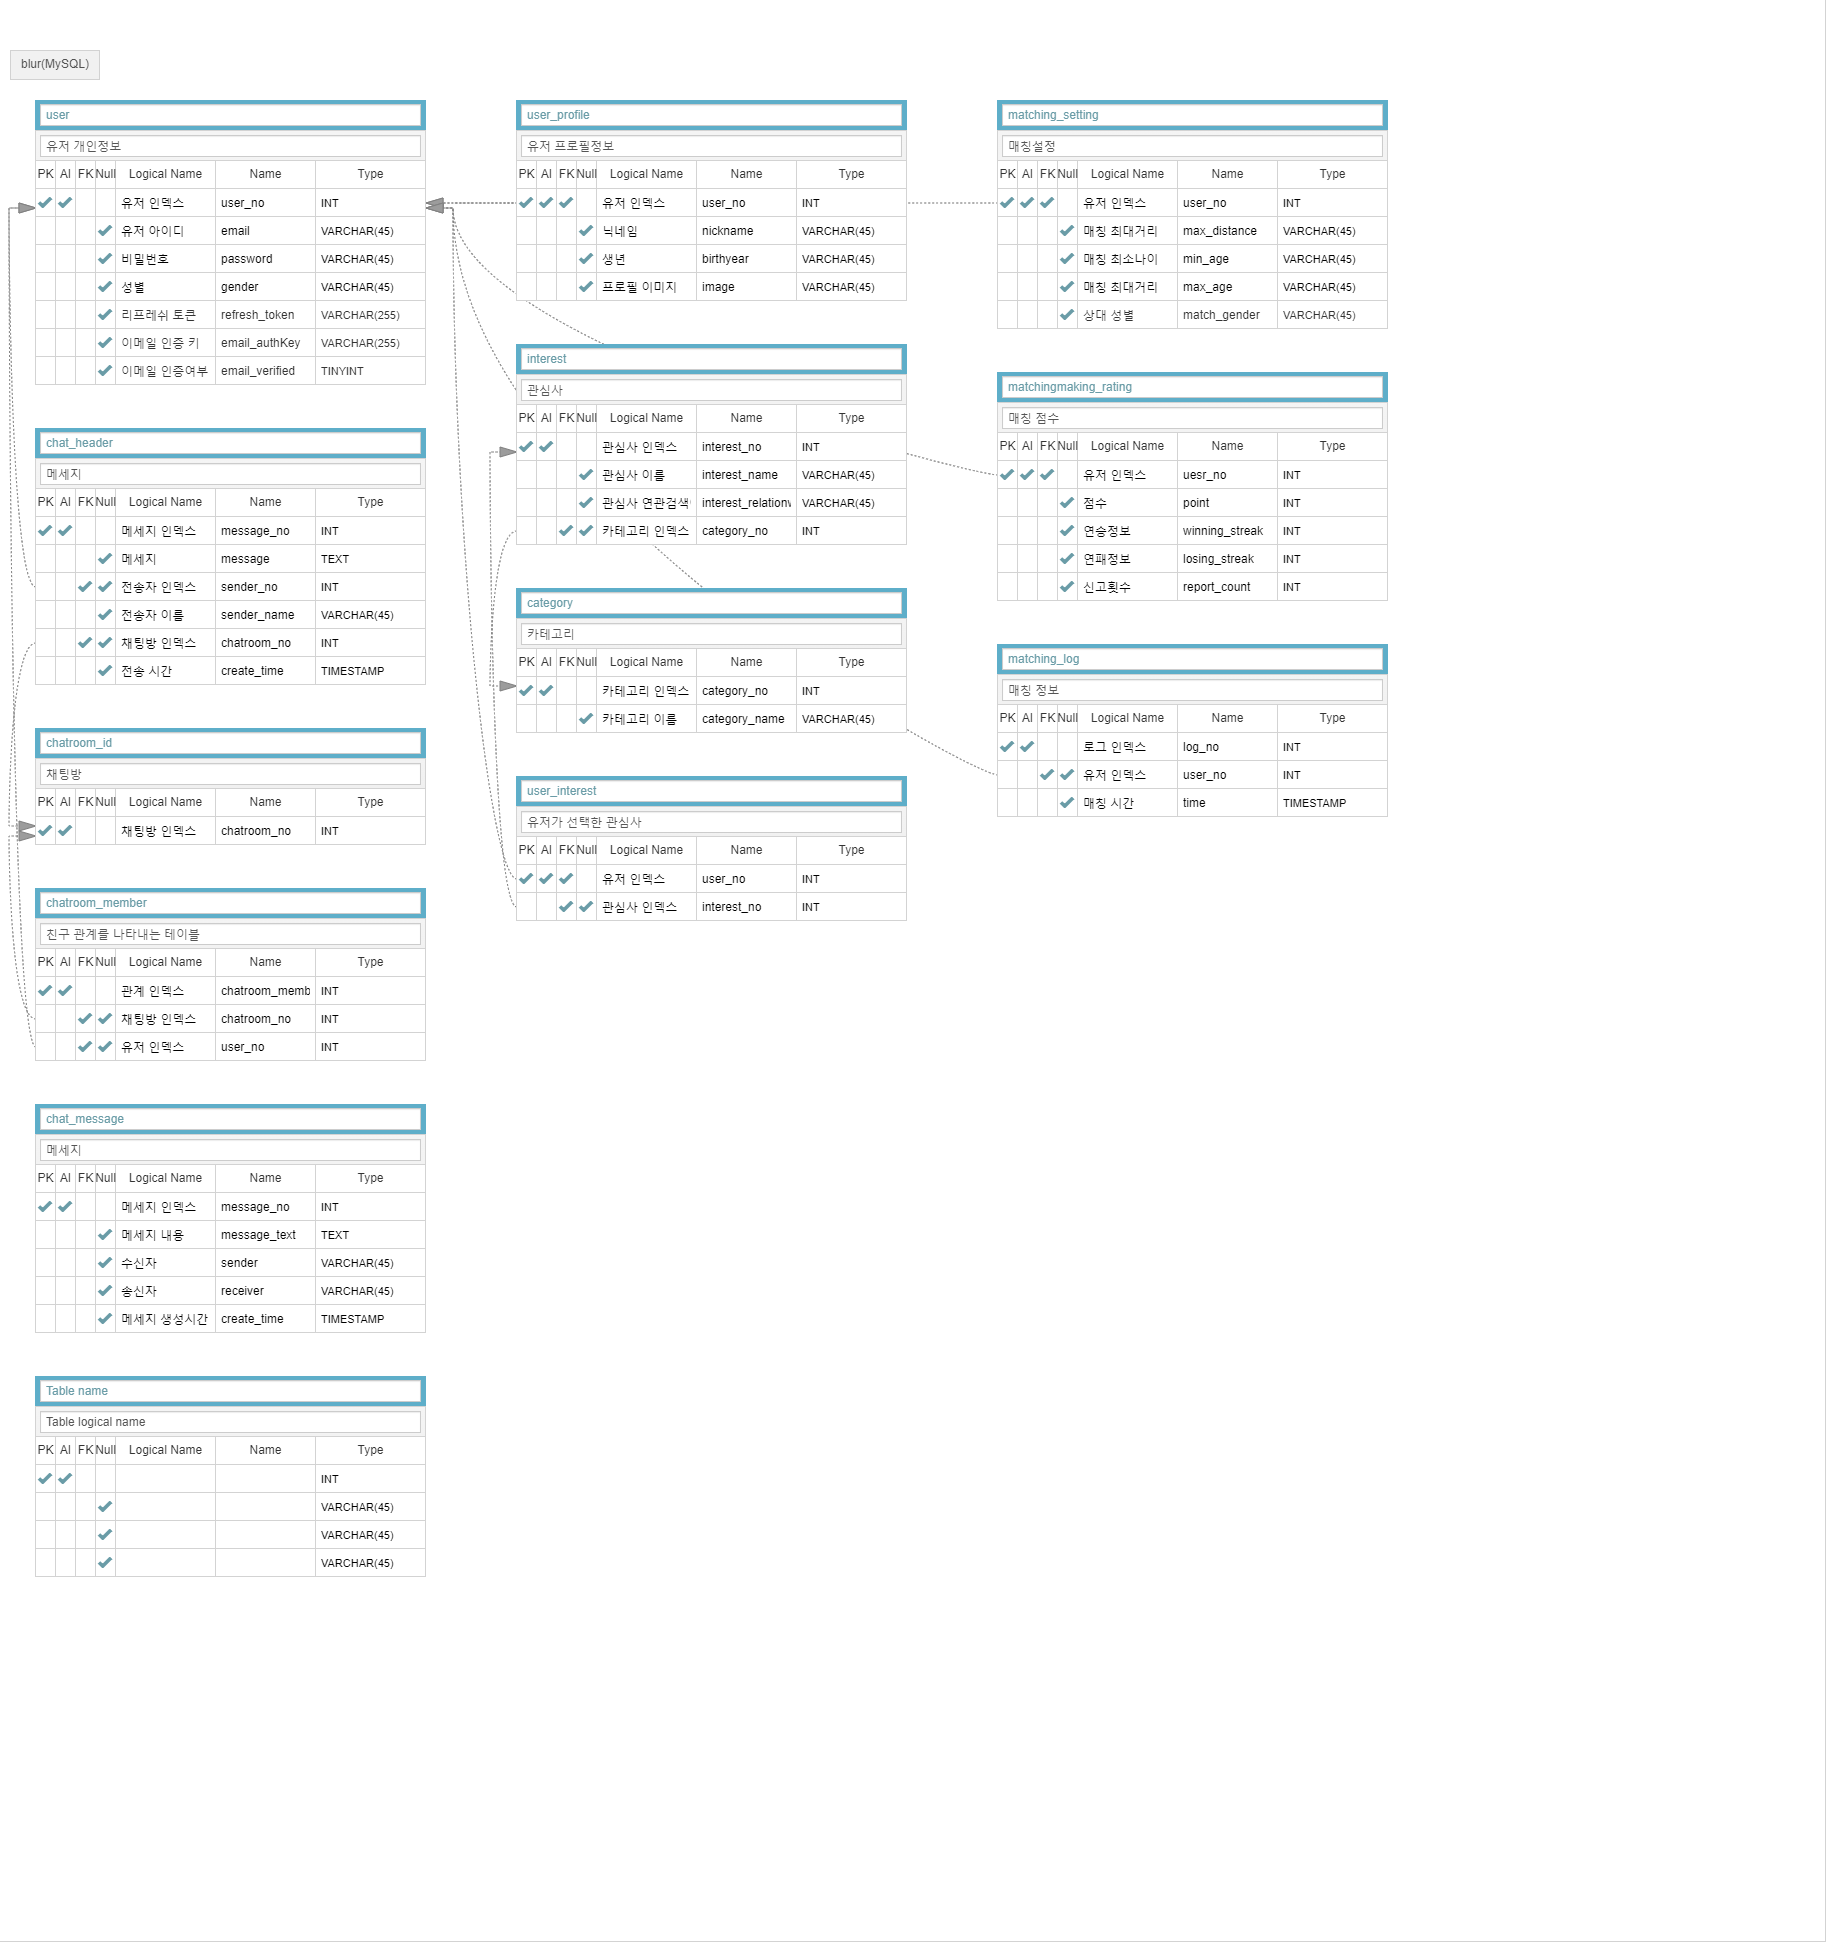 blur(MySQL)
user
유저 개인정보
PK AI FK Null Logical Name Name Type
유저 인덱스 user_no INT
유저 아이디 email VARCHAR(45)
비밀번호 password VARCHAR(45)
성별 gender VARCHAR(45)
리프레쉬 토큰 refresh_token VARCHAR(255)
이메일 인증 키 email_authKey VARCHAR(255)
이메일 인증여부 email_verified TINYINT
chat_header
메세지
PK AI FK Null Logical Name Name Type
메세지 인덱스 message_no INT
메세지 message TEXT
전송자 인덱스 sender_no INT
전송자 이름 sender_name VARCHAR(45)
채팅방 인덱스 chatroom_no INT
전송 시간 create_time TIMESTAMP
chatroom_id
채팅방
PK AI FK Null Logical Name Name Type
채팅방 인덱스 chatroom_no INT
chatroom_member
친구 관계를 나타내는 테이블
PK AI FK Null Logical Name Name Type
관계 인덱스 chatroom_memb INT
채팅방 인덱스 chatroom_no INT
유저 인덱스 user_no INT
chat_message
메세지
PK AI FK Null Logical Name Name Type
메세지 인덱스 message_no INT
메세지 내용 message_text TEXT
수신자 sender VARCHAR(45)
송신자 receiver VARCHAR(45)
메세지 생성시간 create_time TIMESTAMP
Table name
Table logical name
PK AI FK Null Logical Name Name Type
INT
VARCHAR(45)
VARCHAR(45)
VARCHAR(45)
user_profile
유저 프로필정보
PK AI FK Null Logical Name Name Type
유저 인덱스 user_no INT
닉네임 nickname VARCHAR(45)
생년 birthyear VARCHAR(45)
프로필 이미지 image VARCHAR(45)
interest
관심사
PK AI FK Null Logical Name Name Type
관심사 인덱스 interest_no INT
관심사 이름 interest_name VARCHAR(45)
관심사 연관검색 interest_relation VARCHAR(45)
카테고리 인덱스 category_no INT
category
카테고리
PK AI FK Null Logical Name Name Type
카테고리 인덱스 category_no INT
카테고리 이름 category_name VARCHAR(45)
user_interest
유저가 선택한 관심사
PK AI FK Null Logical Name Name Type
유저 인덱스 user_no INT
관심사 인덱스 interest_no INT
matching_setting
매칭설정
PK AI FK Null Logical Name Name Type
유저 인덱스 user_no INT
매칭 최대거리 max_distance VARCHAR(45)
매칭 최소나이 min_age VARCHAR(45)
매칭 최대거리 max_age VARCHAR(45)
상대 성별 match_gender VARCHAR(45)
matchingmaking_rating
매칭 점수
PK AI FK Null Logical Name Name Type
유저 인덱스 uesr_no INT
점수 point INT
연승정보 winning_streak INT
연패정보 losing_streak INT
신고횟수 report_count INT
matching_log
매칭 정보
PK AI FK Null Logical Name Name Type
로그 인덱스 log_no INT
유저 인덱스 user_no INT
매칭 시간 time TIMESTAMP